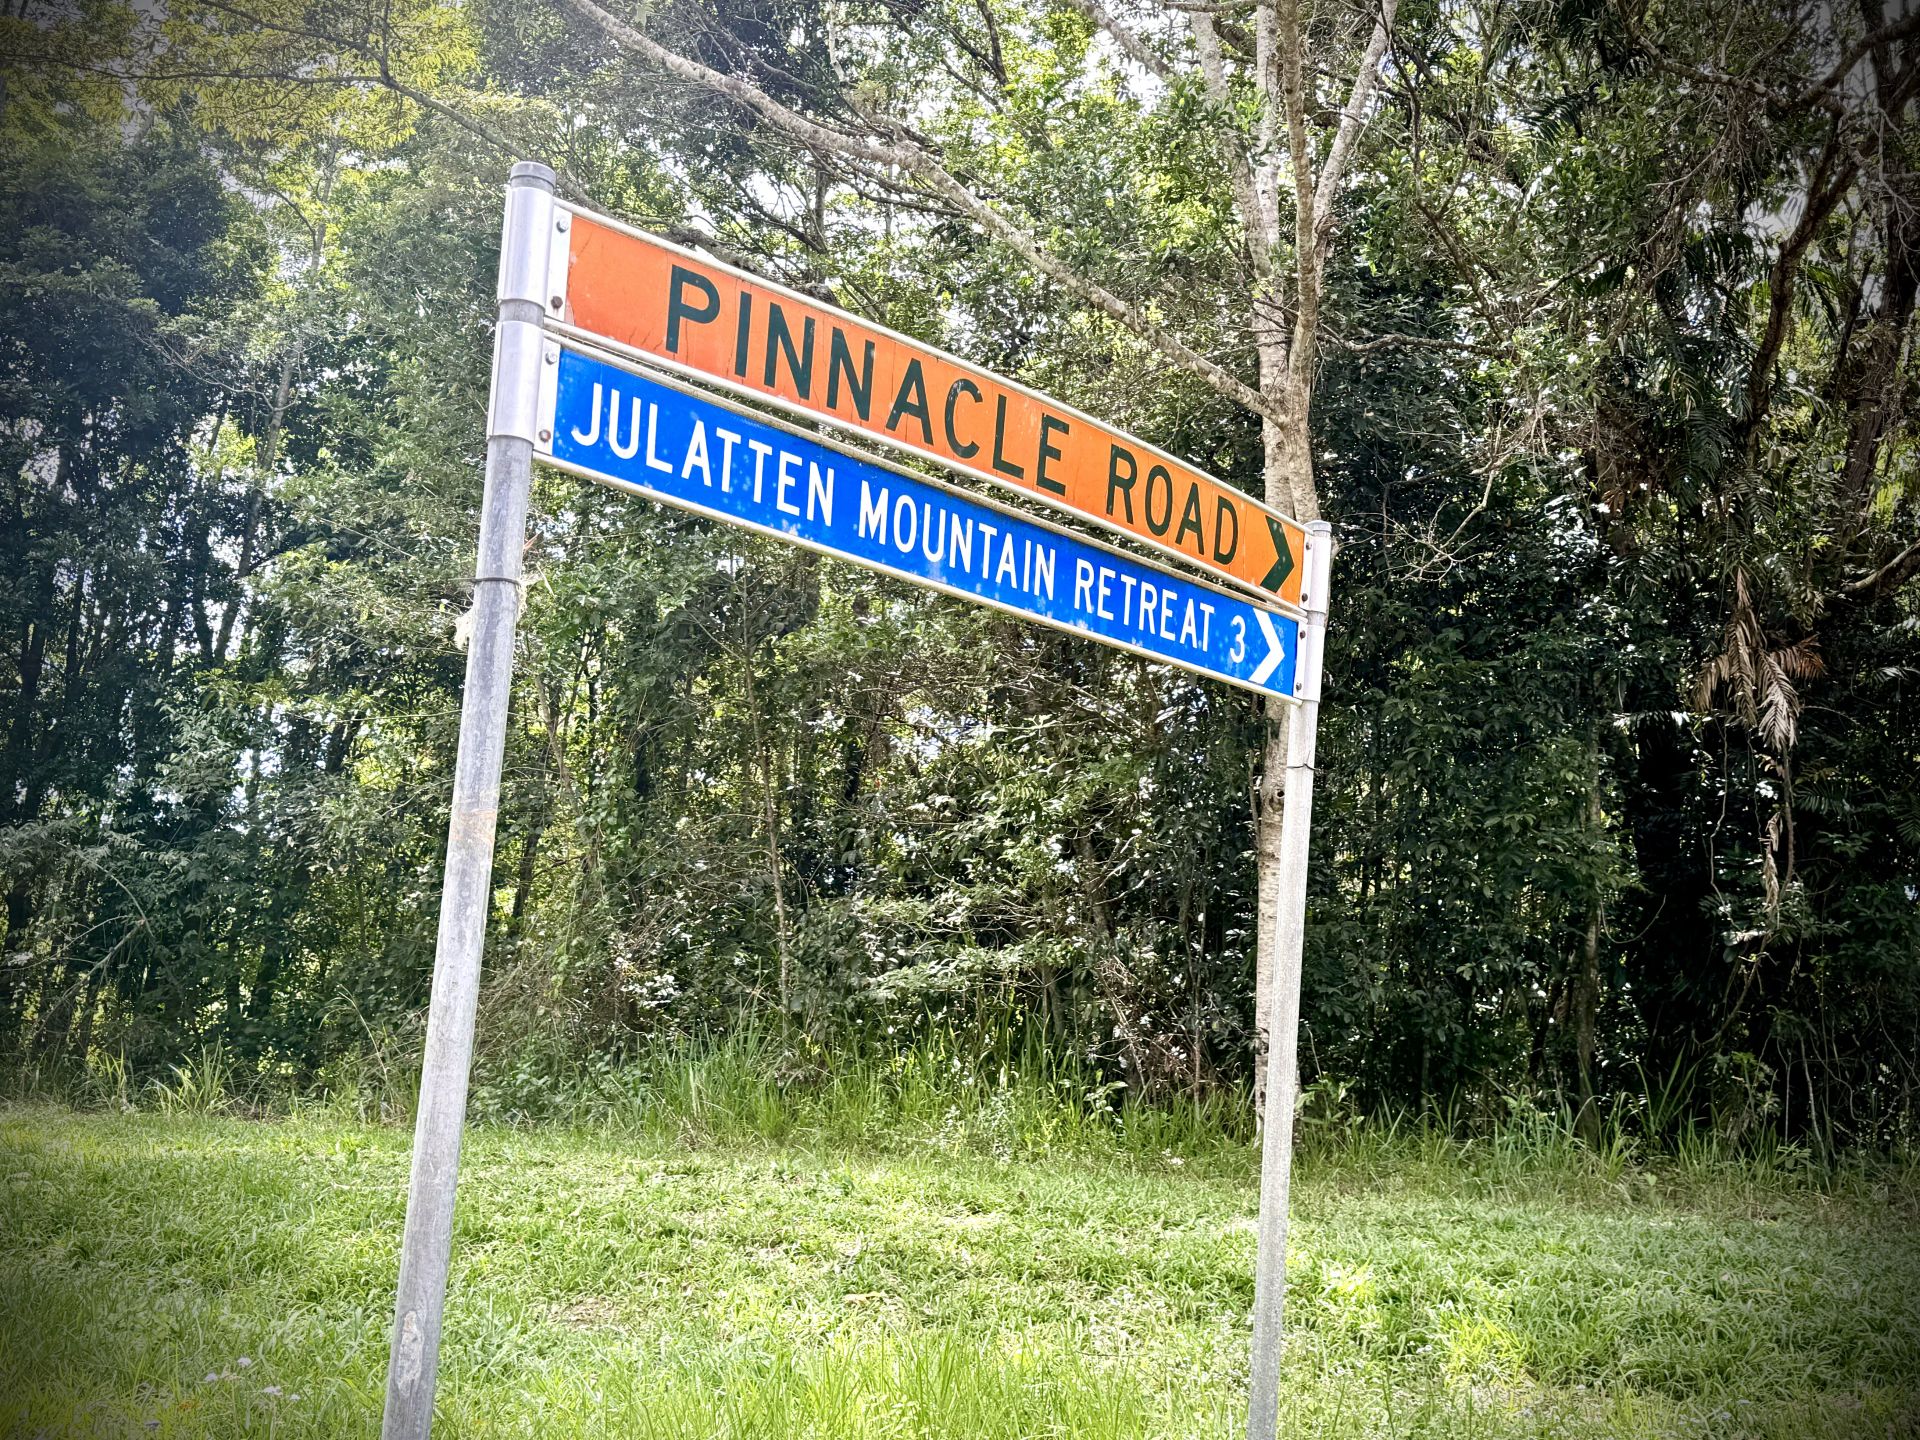 PINNACLE ROAD
JULATTEN MOUNTAIN RETREAT 3